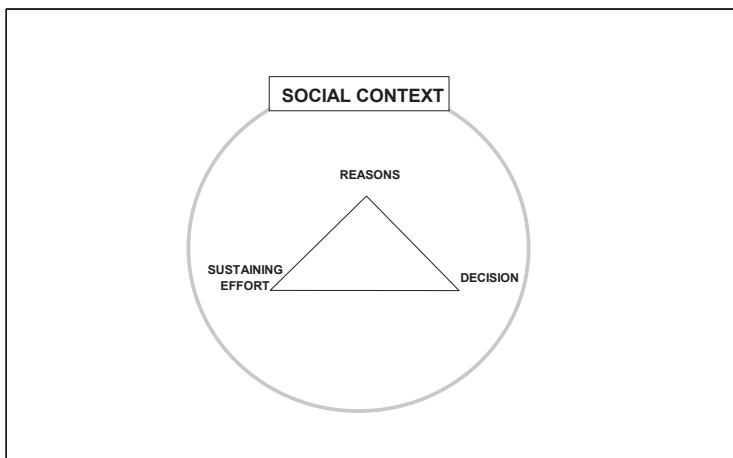 SOCIAL CONTEXT
REASONS
SUSTAINING
EFFORT
DECISION